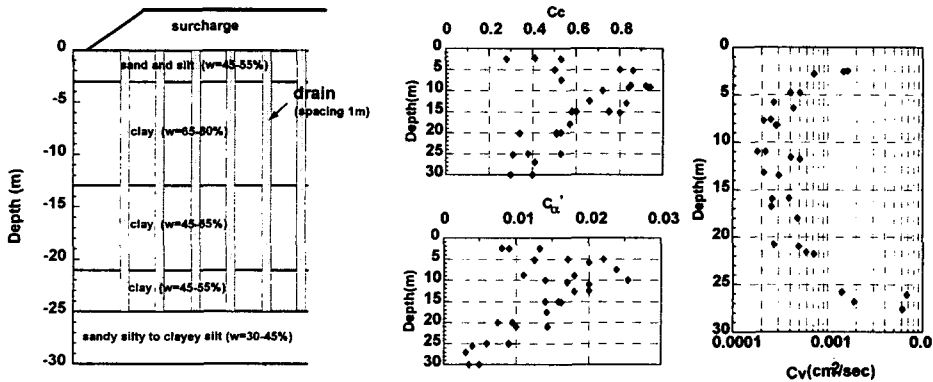 surcharge
0
sand and silt (w=45-55%)
-5
drain
(spacing 1m)
clay (w=65-80%)
-10
-15
clay (w=45-55%)
-20
clay (w=45-55%)
-25
sandy silty to clayey silt (w=30-45%)
-30
Depth (m)
Cc
0 0.2 0.4 0.6 0.8
0
5
10
15
20
25
30
Depth(m)
Cα'
0 0.01 0.02 0.03
0
5
10
15
20
25
30
Depth(m)
0
5
10
15
20
25
30
Depth(m)
0.0001 0.001 0.0
Cv(cm2/sec)